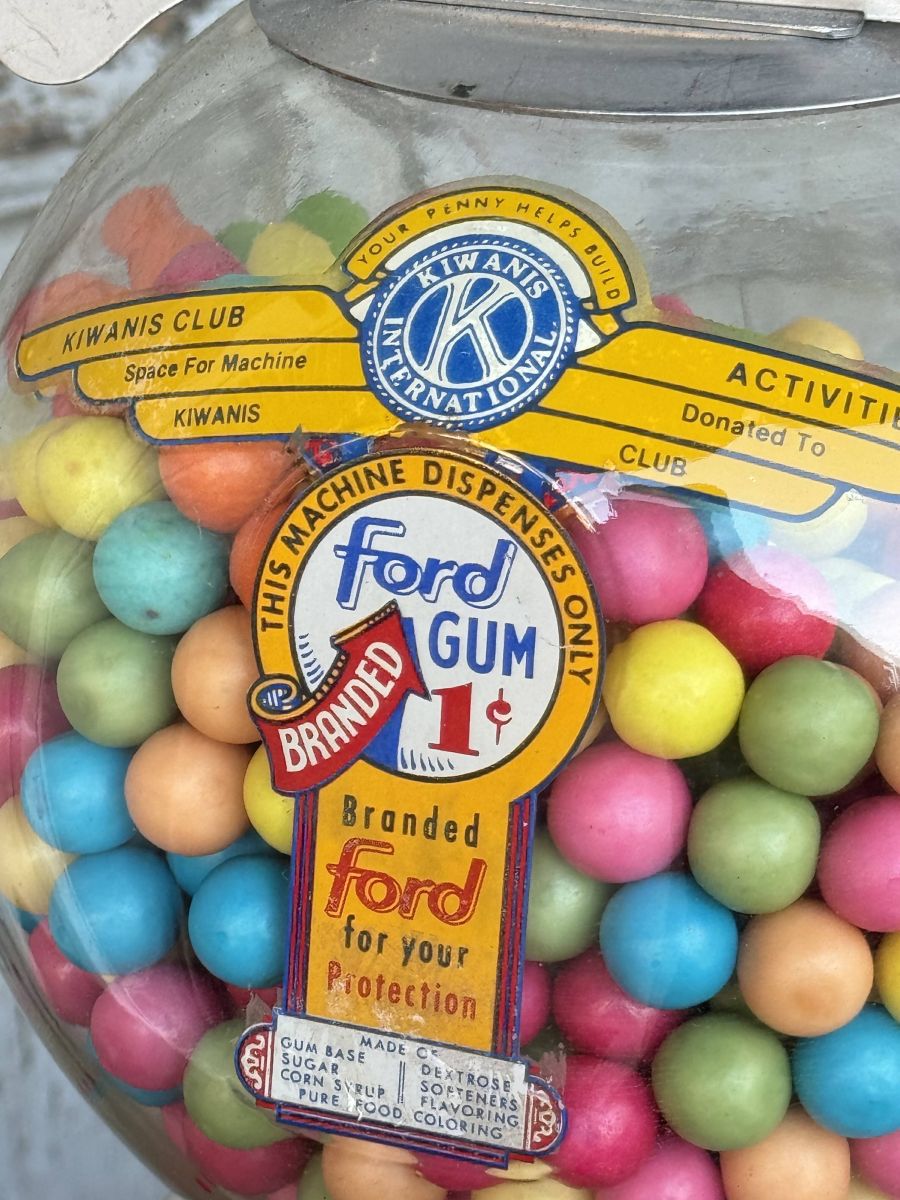 YOUR PENNY HELPS BUILD
KIWANIS
INTERNATIONAL
K
KIWANIS CLUB
Space For Machine
KIWANIS
Donated To
CLUB
THIS MACHINE DISPENSES ONLY
ford
GUM
BRANDED
1¢
Branded
ford
for your
Protection
MADE OF
GUM BASE
SUGAR
CORN SYRUP
DEXTROSE
SOFTENERS
FLAVORING
PURE FOOD COLORING